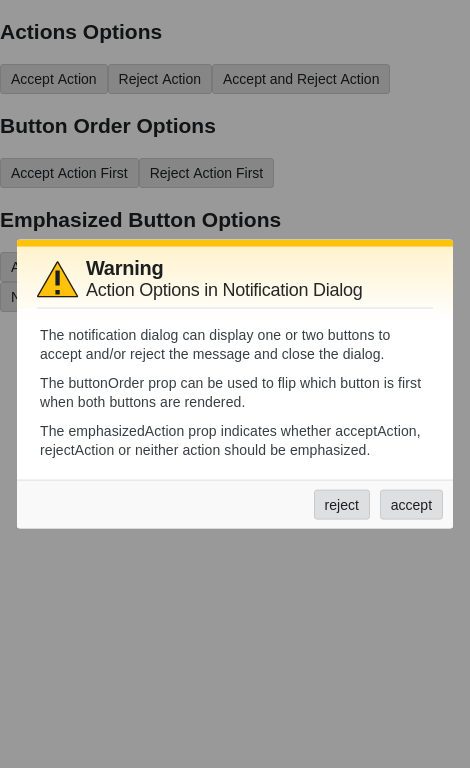 Actions Options
Accept Action Reject Action Accept and Reject Action
Button Order Options
Accept Action First Reject Action First
Emphasized Button Options
Warning
Action Options in Notification Dialog
The notification dialog can display one or two buttons to
accept and/or reject the message and close the dialog.
The buttonOrder prop can be used to flip which button is first
when both buttons are rendered.
The emphasizedAction prop indicates whether acceptAction,
rejectAction or neither action should be emphasized.
reject accept